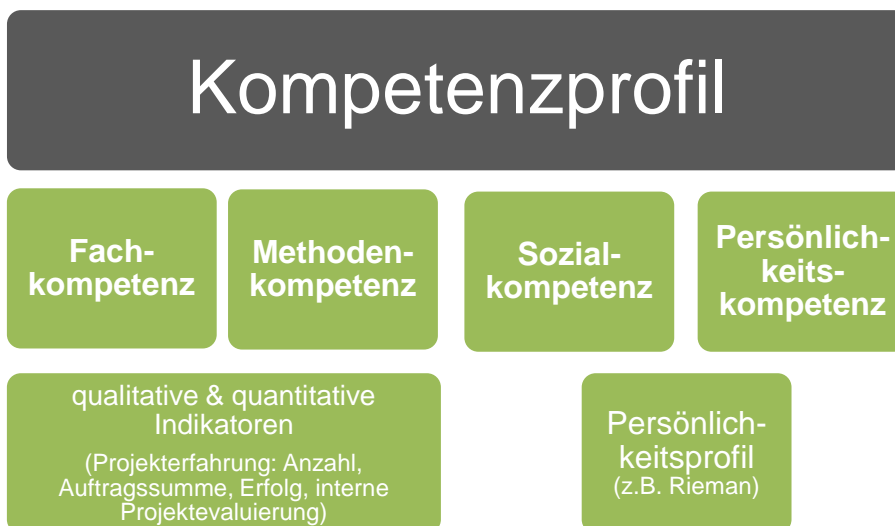 Kompetenzprofil
Fach-
kompetenz
Methoden-
kompetenz
Sozial-
kompetenz
Persönlich-
keits-
kompetenz
qualitative & quantitative
Indikatoren
(Projekterfahrung: Anzahl,
Auftragssumme, Erfolg, interne
Projektevaluierung)
Persönlich-
keitsprofil
(z.B. Rieman)